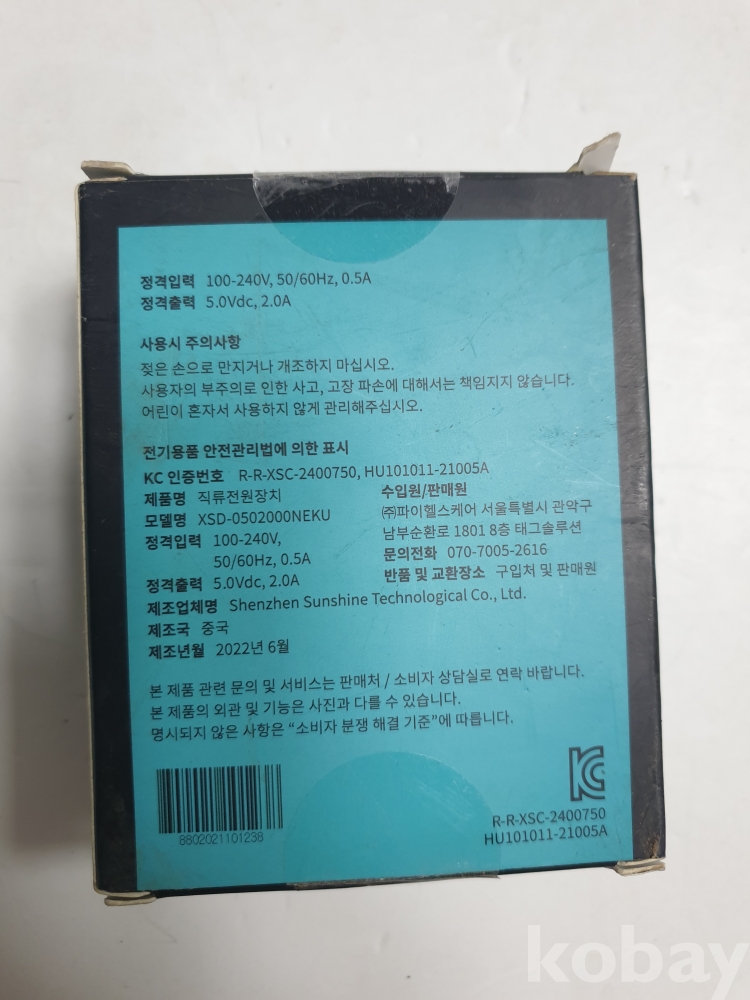 정격입력 100-240V, 50/60Hz, 0.5A
정격출력 5.0Vdc, 2.0A
사용시 주의사항
젖은 손으로 만지거나 개조하지 마십시오.
사용자의 부주의로 인한 사고, 고장 파손에 대해서는 책임지지 않습니다.
어린이 혼자서 사용하지 않게 관리해주십시오.
전기용품 안전관리법에 의한 표시
KC 인증번호 R-R-XSC-2400750, HU101011-21005A
제품명 직류전원장치
모델명 XSD-0502000NEKU
정격입력 100-240V,
50/60Hz, 0.5A
정격출력 5.0Vdc, 2.0A
수입원/판매원
㈜파이헬스케어 서울특별시 관악구
남부순환로 1801 8층 태그솔루션
문의전화 070-7005-2616
반품 및 교환장소 구입처 및 판매원
제조업체명 Shenzhen Sunshine Technological Co., Ltd.
제조국 중국
제조년월 2022년 6월
본 제품 관련 문의 및 서비스는 판매처 / 소비자 상담실로 연락 바랍니다.
본 제품의 외관 및 기능은 사진과 다를 수 있습니다.
명시되지 않은 사항은 "소비자 분쟁 해결 기준"에 따릅니다.
8802021101238
KC
R-R-XSC-2400750
HU101011-21005A
kobay